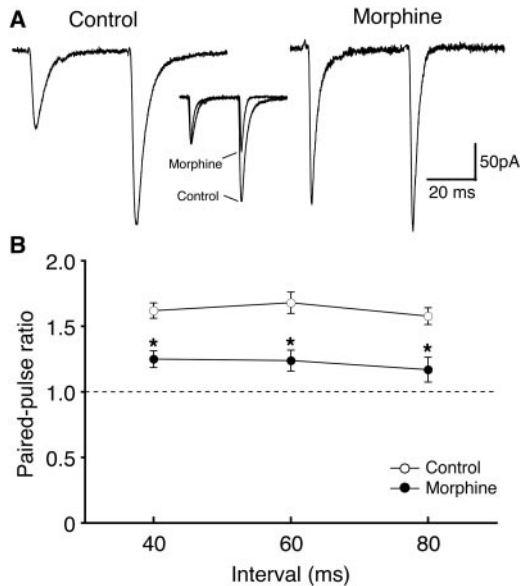 A
Control
Morphine
Morphine
Control
50pA
20 ms
B
Paired-pulse ratio
2.0
1.5
1.0
0.5
0
* * *
Control
Morphine
40 60 80
Interval (ms)